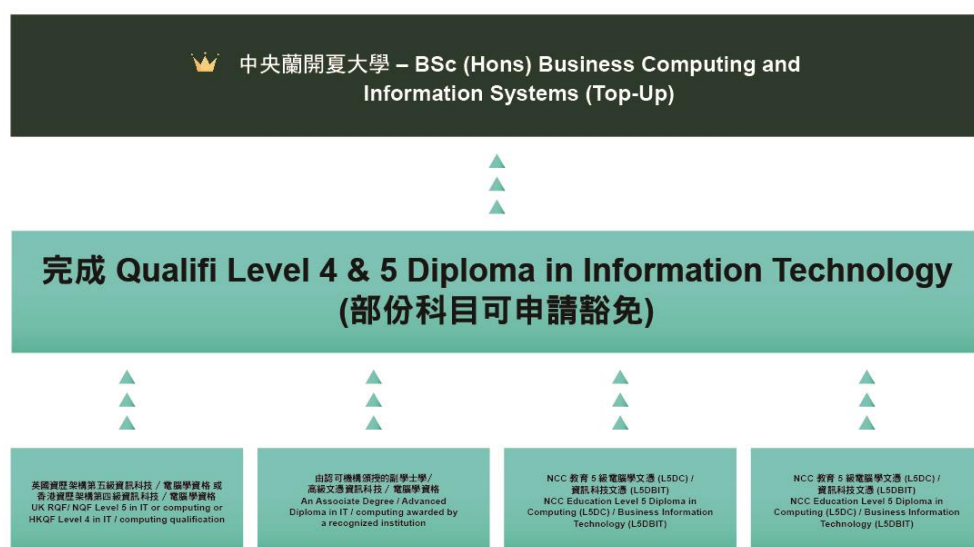 中央蘭開夏大學 – BSc (Hons) Business Computing and
Information Systems (Top-Up)
完成 Qualifi Level 4 & 5 Diploma in Information Technology
(部份科目可申請豁免)
英國資歷架構第五級資訊科技 / 電腦學資格 或
香港資歷架構第四級資訊科技 / 電腦學資格
UK RQF/ NQF Level 5 in IT or computing or
HKQF Level 4 in IT / computing qualification
由認可機構頒授的副學士學/
高級文憑資訊科技 / 電腦學資格
An Associate Degree / Advanced
Diploma in IT / computing awarded by
a recognized institution
NCC 教育 5 級電腦學文憑 (L5DC) /
資訊科技文憑 (L5DBIT)
NCC Education Level 5 Diploma in
Computing (L5DC) / Business Information
Technology (L5DBIT)
NCC 教育 5 級電腦學文憑 (L5DC) /
資訊科技文憑 (L5DBIT)
NCC Education Level 5 Diploma in
Computing (L5DC) / Business Information
Technology (L5DBIT)